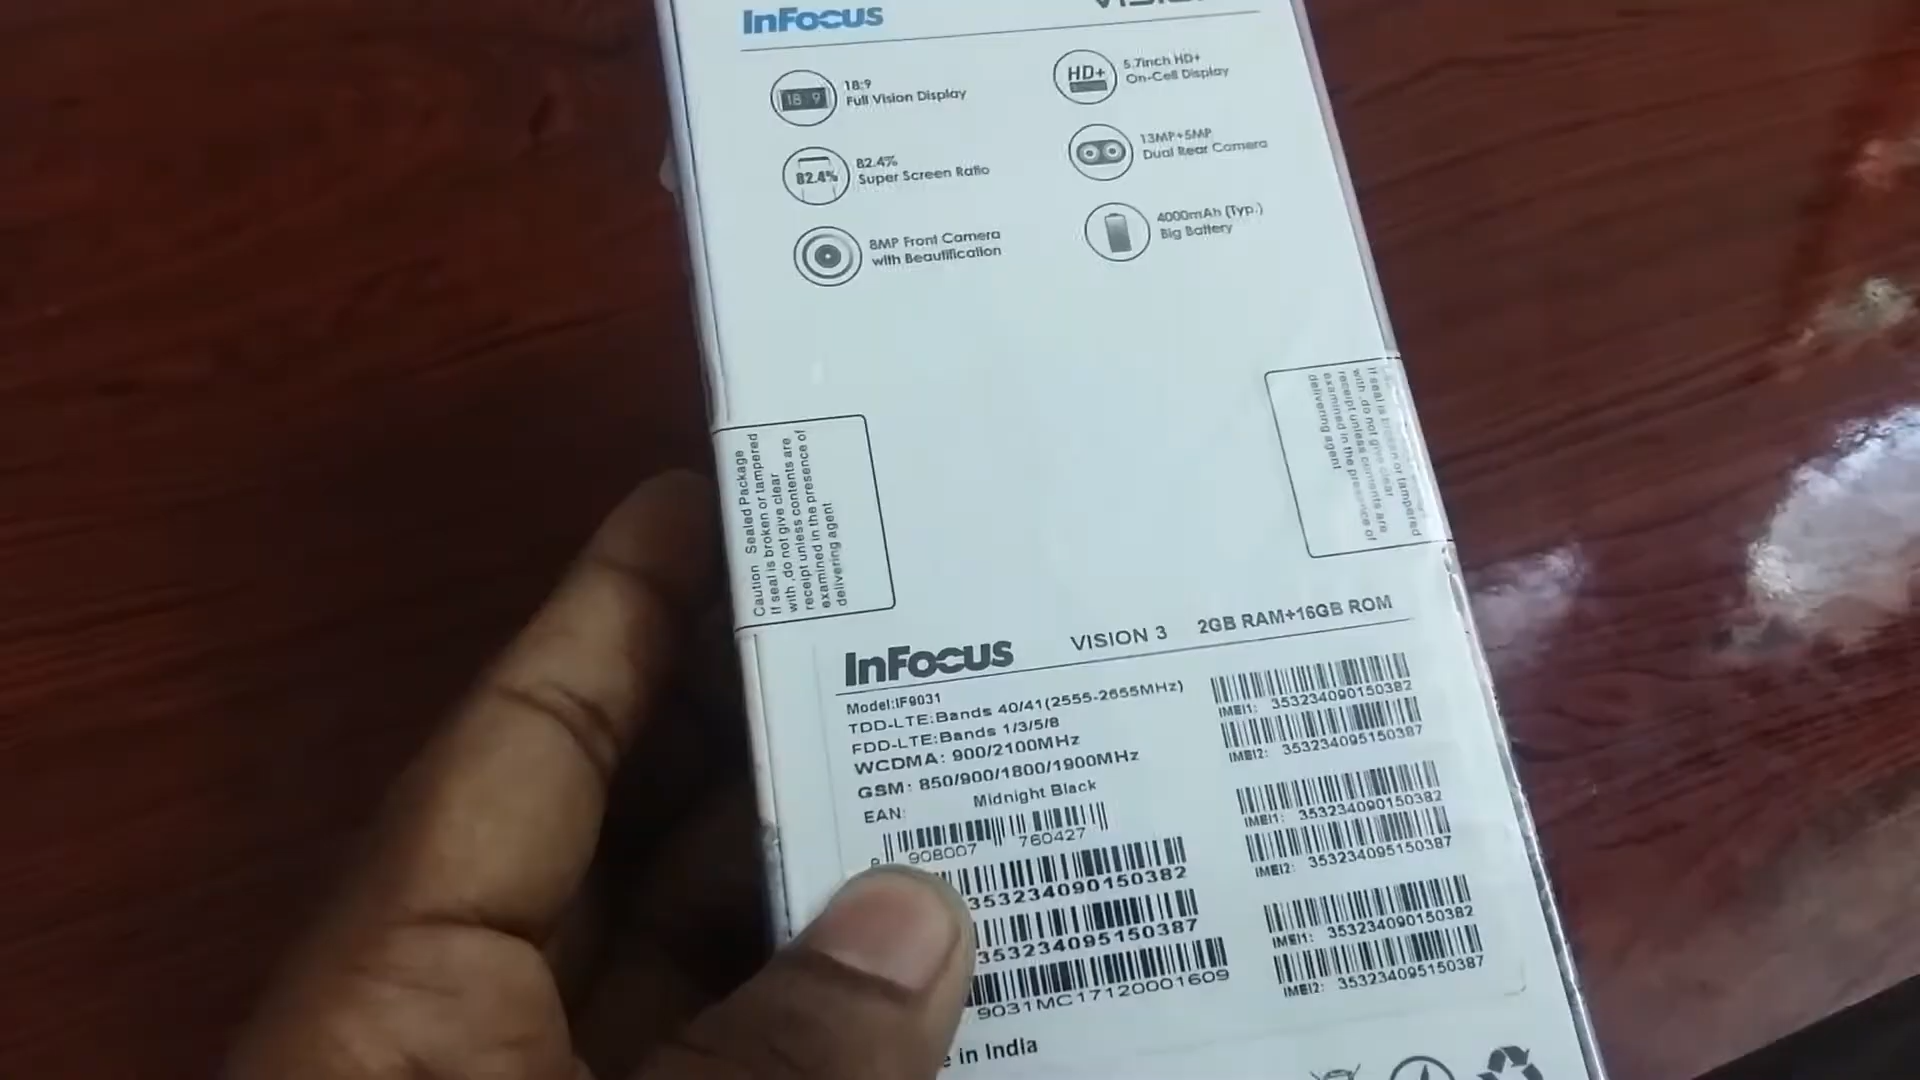 InFocus
18:9
Full Vision Display
5.7inch HD+
On-Cell Display
18 9
HD+
82.4%
Super Screen Ratio
13MP+5MP
Dual Rear Camera
82.4%
8MP Front Camera
with Beautification
4000mAh (Typ.)
Big Battery
Caution Sealed Package
If seal is broken or tampered
with ,do not give clear
receipt unless contents are
examined in the presence of
delivering agent
If seal is broken or tampered
with ,do not give clear
receipt unless contents are
examined in the presence of
delivering agent
InFocus VISION 3 2GB RAM+16GB ROM
Model:IF9031
TDD-LTE:Bands 40/41(2555-2655MHz)
FDD-LTE:Bands 1/3/5/8
WCDMA: 900/2100MHz
GSM: 850/900/1800/1900MHz
EAN: Midnight Black
8 908007 760427
353234090150382
353234095150387
9031MC17120001609
IMEI1: 353234090150382
IMEI2: 353234095150387
IMEI1: 353234090150382
IMEI2: 353234095150387
IMEI1: 353234090150382
IMEI2: 353234095150387
in India